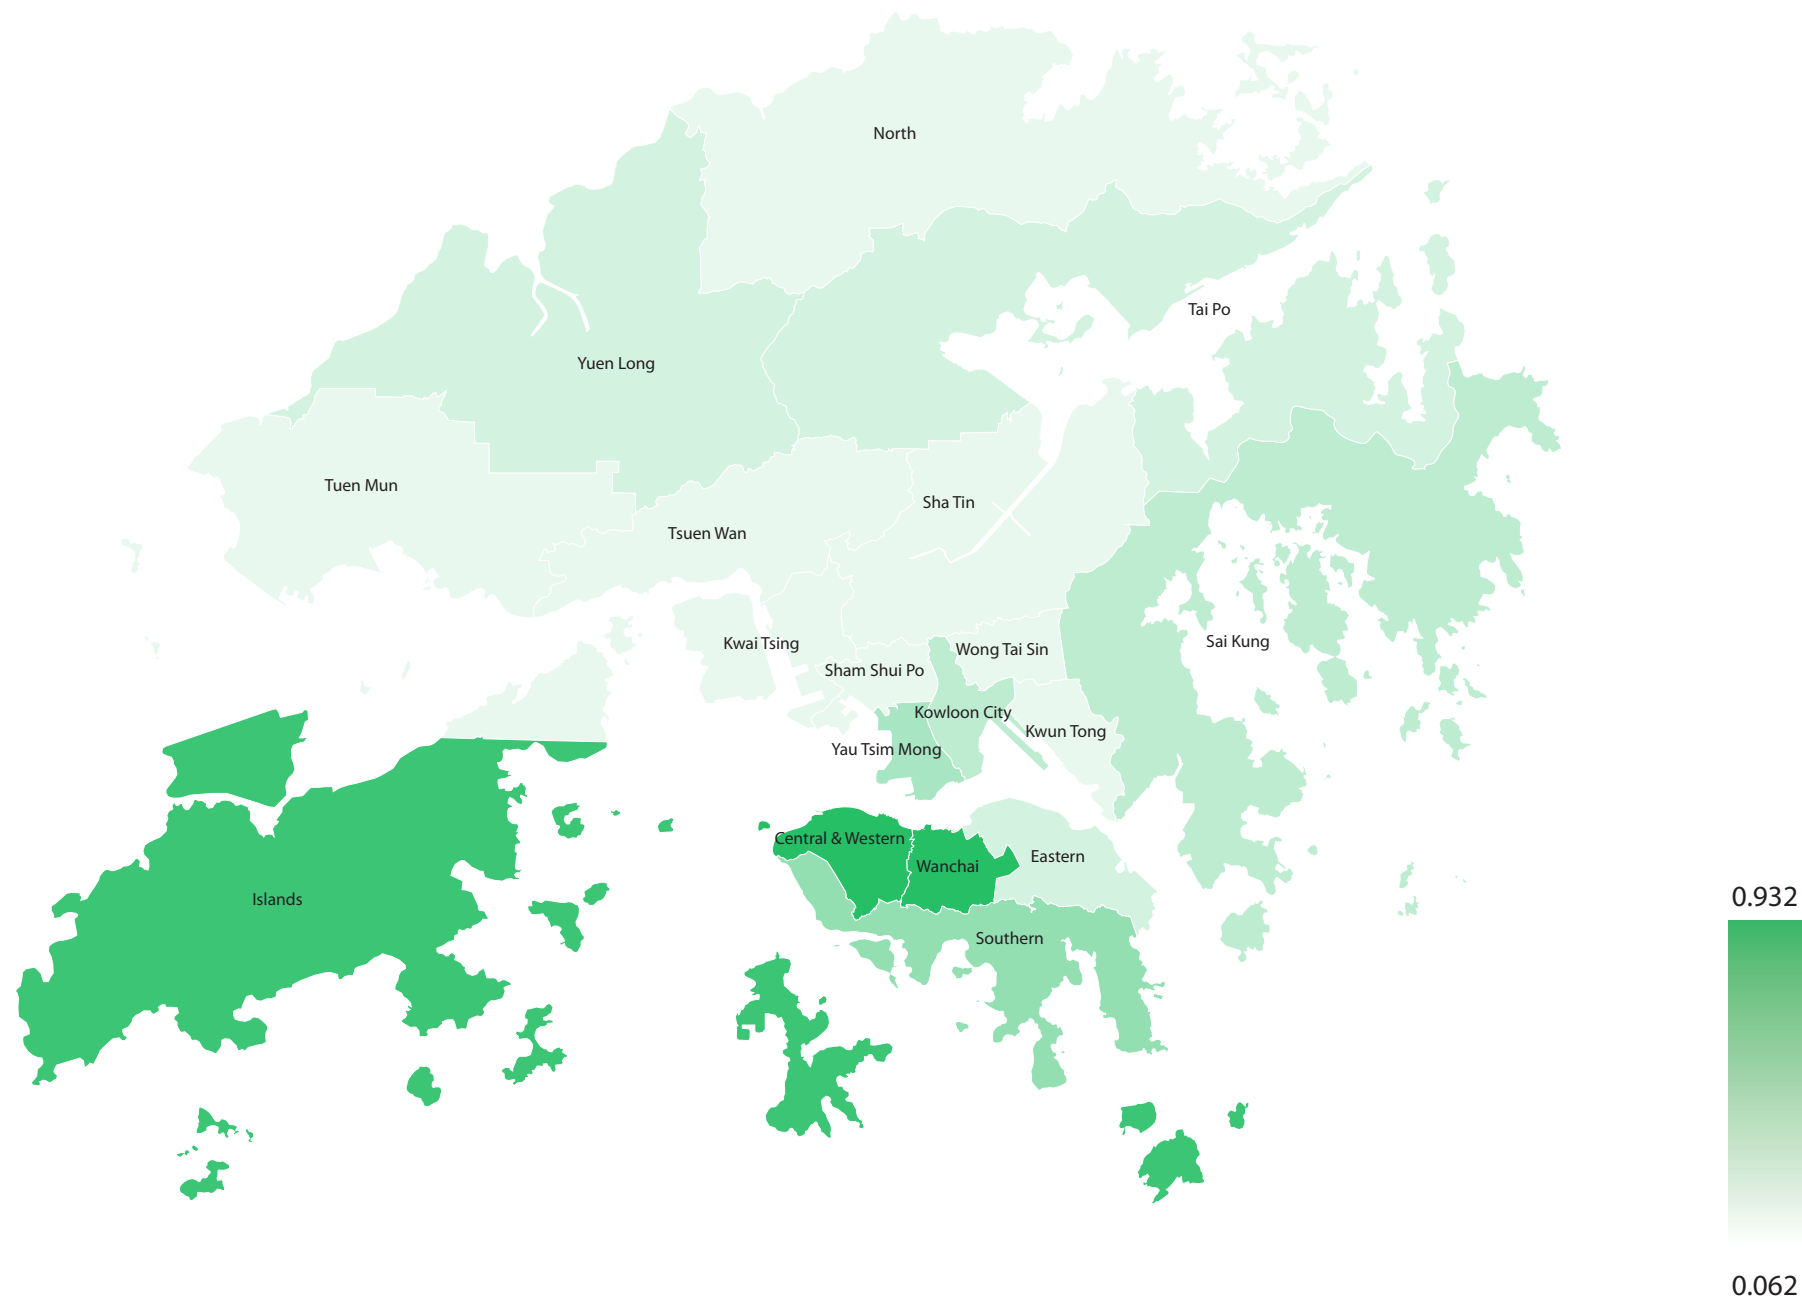 North
Tai Po
Yuen Long
Tuen Mun
Sha Tin
Tsuen Wan
Sai Kung
Kwai Tsing
Wong Tai Sin
Sham Shui Po
Kowloon City
Kwun Tong
Yau Tsim Mong
Central & Western
Eastern
Wanchai
Islands
0.932
Southern
0.062